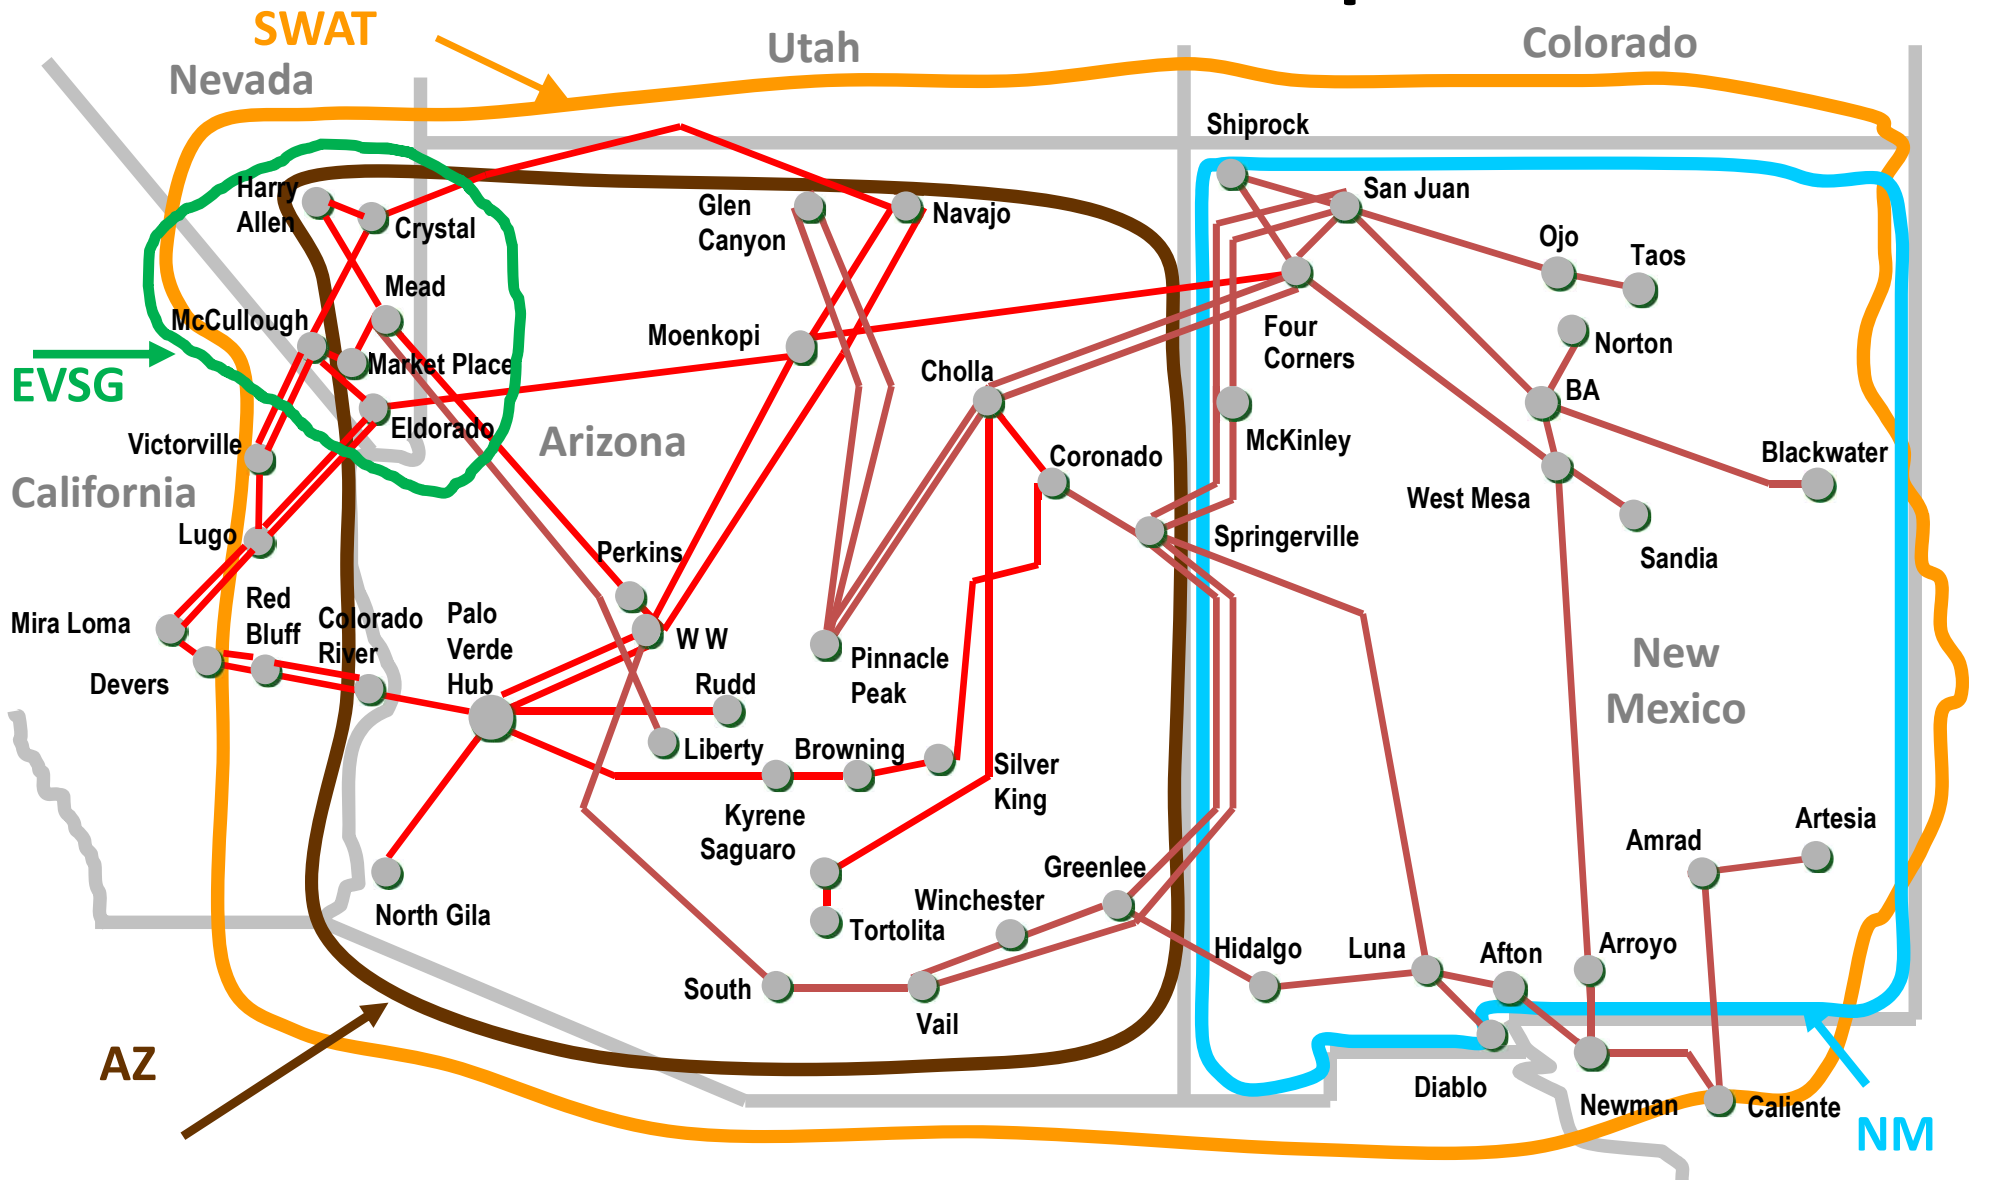 SWAT
Utah
Colorado
Nevada
Shiprock
Harry
Allen
Crystal
Glen
Canyon
Navajo
San Juan
Ojo
Taos
Mead
McCullough
Market Place
Moenkopi
Four
Corners
Norton
EVSG
Cholla
BA
Eldorado
Victorville
Arizona
McKinley
Coronado
Blackwater
California
West Mesa
Lugo
Springerville
Sandia
Perkins
Red
Bluff
Colorado
River
Palo
Verde
Hub
Mira Loma
W W
Pinnacle
Peak
New
Mexico
Devers
Rudd
Liberty
Browning
Silver
King
Kyrene
Saguaro
Amrad
Artesia
Greenlee
Winchester
North Gila
Tortolita
Hidalgo
Luna
Afton
Arroyo
South
Vail
AZ
Diablo
Newman
Caliente
NM